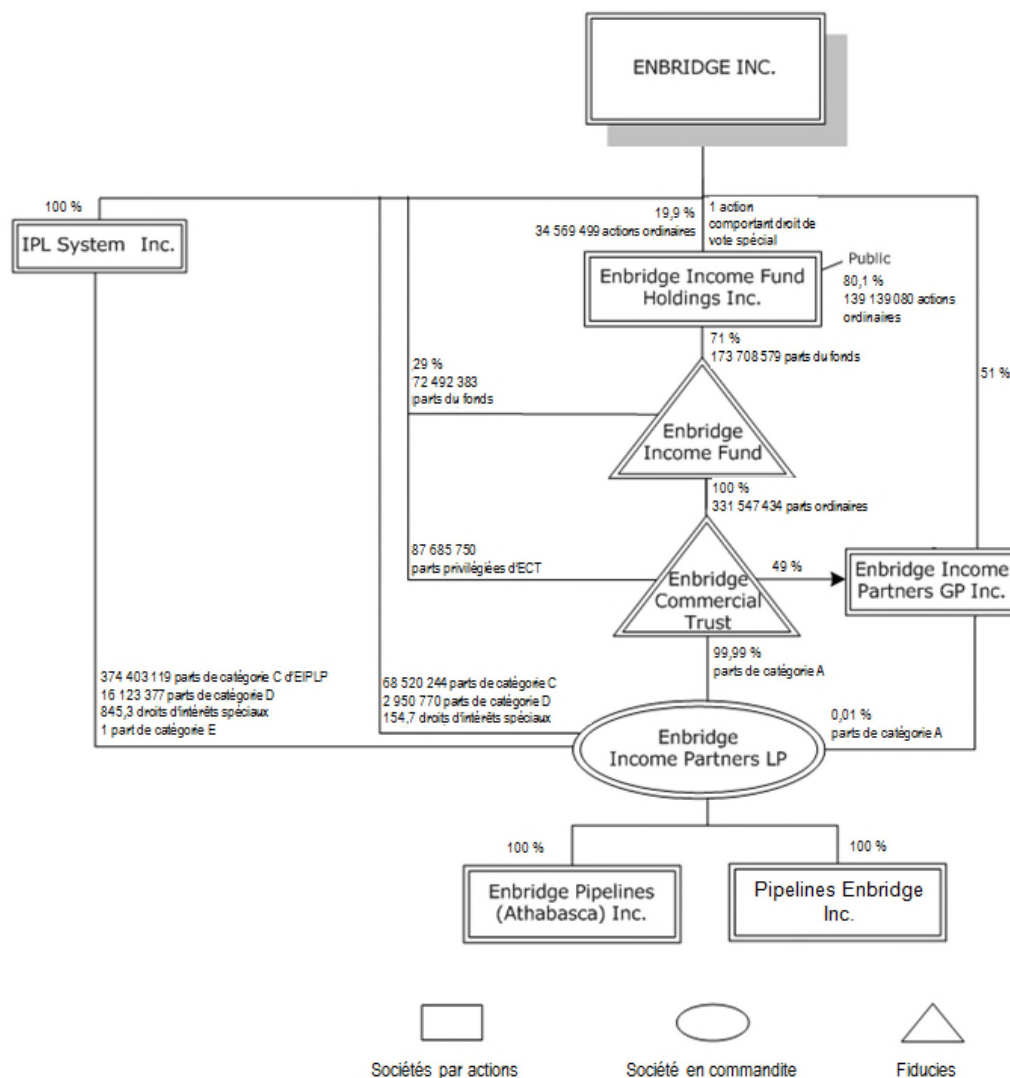 ENBRIDGE INC.
100 %
IPL System Inc.
19,9 %
34 569 499 actions ordinaires
1 action
comportant droit de
vote spécial
Enbridge Income Fund
Holdings Inc.
Public
80,1 %
139 139 080 actions
ordinaires
71 %
173 708 579 parts du fonds
29 %
72 492 383
parts du fonds
51 %
Enbridge
Income Fund
100 %
331 547 434 parts ordinaires
87 685 750
parts privilégiées d'ECT
Enbridge
Commercial
Trust
49 %
Enbridge Income
Partners GP Inc.
99,99 %
parts de catégorie A
374 403 119 parts de catégorie C d'EIPLP
16 123 377 parts de catégorie D
845,3 droits d'intérêts spéciaux
1 part de catégorie E
68 520 244 parts de catégorie C
2 950 770 parts de catégorie D
154,7 droits d'intérêts spéciaux
0,01 %
parts de catégorie A
Enbridge
Income Partners LP
100 %
100 %
Enbridge Pipelines
(Athabasca) Inc.
Pipelines Enbridge
Inc.
Sociétés par actions
Société en commandite
Fiducies